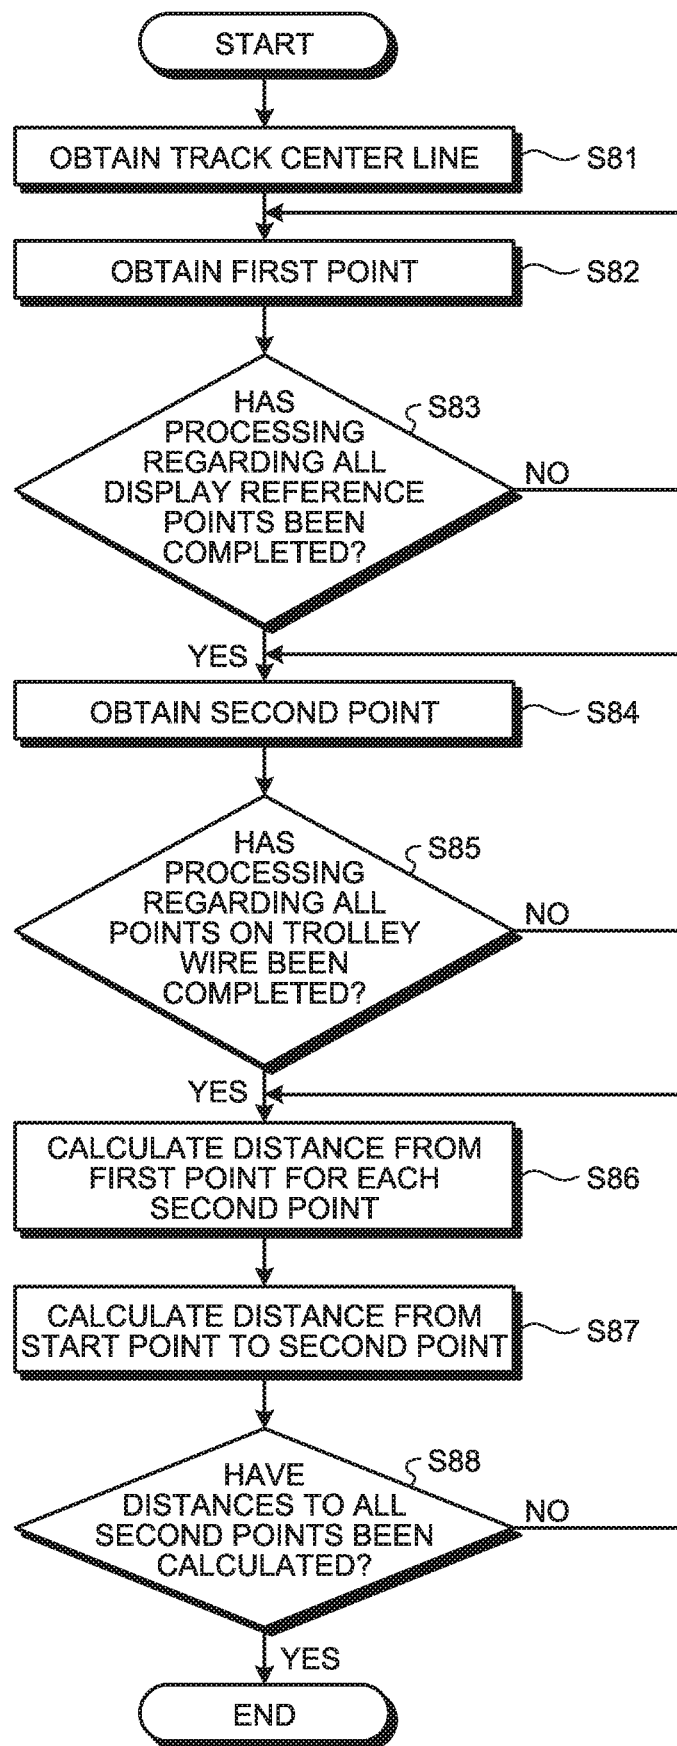 START
OBTAIN TRACK CENTER LINE
S81
OBTAIN FIRST POINT
S82
HAS
PROCESSING
REGARDING ALL
DISPLAY REFERENCE
POINTS BEEN
COMPLETED?
S83
NO
YES
OBTAIN SECOND POINT
S84
HAS
PROCESSING
REGARDING ALL
POINTS ON TROLLEY
WIRE BEEN
COMPLETED?
S85
NO
YES
CALCULATE DISTANCE FROM
FIRST POINT FOR EACH
SECOND POINT
S86
CALCULATE DISTANCE FROM
START POINT TO SECOND POINT
S87
HAVE
DISTANCES TO ALL
SECOND POINTS BEEN
CALCULATED?
S88
NO
YES
END